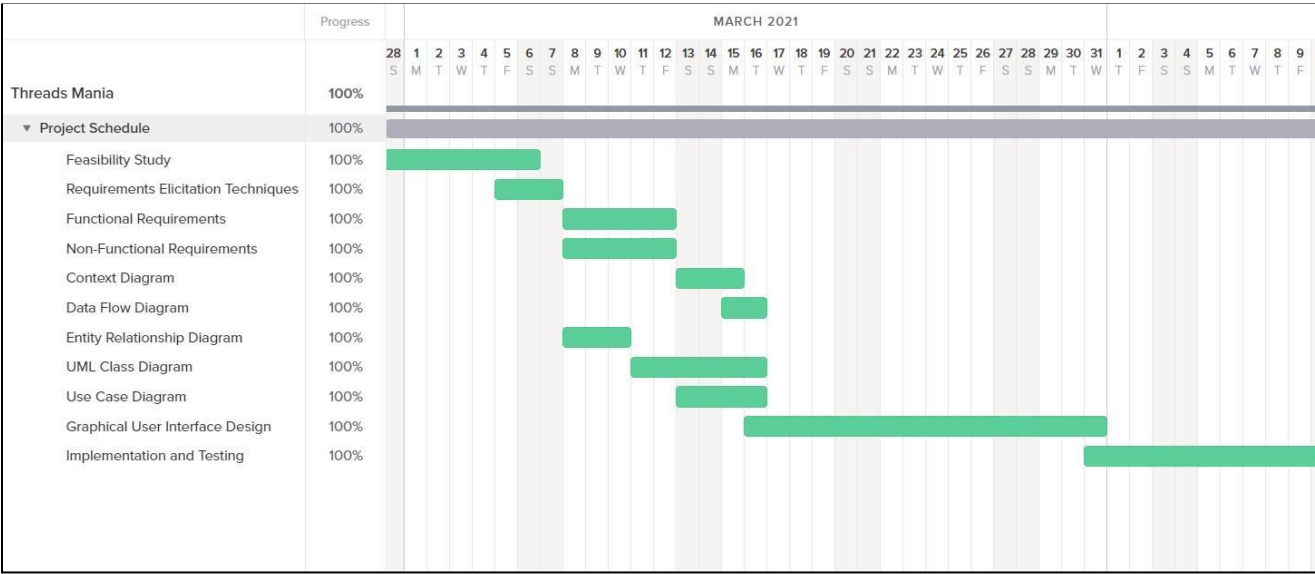 Progress MARCH 2021
28 1 2 3 4 5 6 7 8 9 10 11 12 13 14 15 16 17 18 19 20 21 22 23 24 25 26 27 28 29 30 31 1 2 3 4 5 6 7 8 9
S M T W T F S S M T W T F S S M T W T F S S M T W T F S S M T W T F S S M T W T F
Threads Mania 100%
Project Schedule 100%
Feasibility Study 100%
Requirements Elicitation Techniques 100%
Functional Requirements 100%
Non-Functional Requirements 100%
Context Diagram 100%
Data Flow Diagram 100%
Entity Relationship Diagram 100%
UML Class Diagram 100%
Use Case Diagram 100%
Graphical User Interface Design 100%
Implementation and Testing 100%